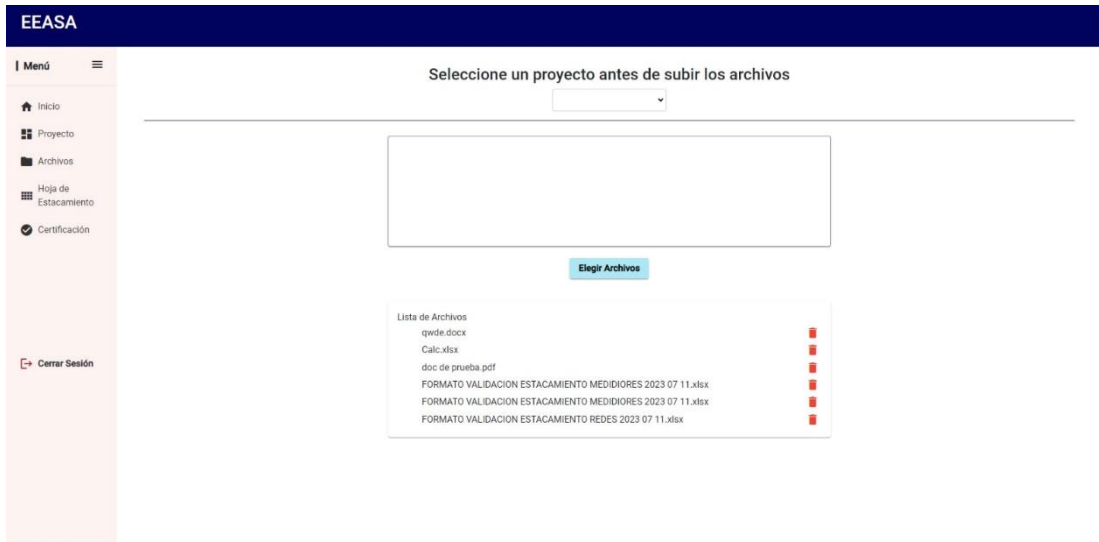 EEASA
Menú
Seleccione un proyecto antes de subir los archivos
Inicio
Proyecto
Archivos
Hoja de
Estacamiento
Certificación
Elegir Archivos
Lista de Archivos
qwde.docx
Calc.xlsx
doc de prueba.pdf
FORMATO VALIDACION ESTACAMIENTO MEDIDIORES 2023 07 11.xlsx
FORMATO VALIDACION ESTACAMIENTO MEDIDIORES 2023 07 11.xlsx
FORMATO VALIDACION ESTACAMIENTO REDES 2023 07 11.xlsx
Cerrar Sesión